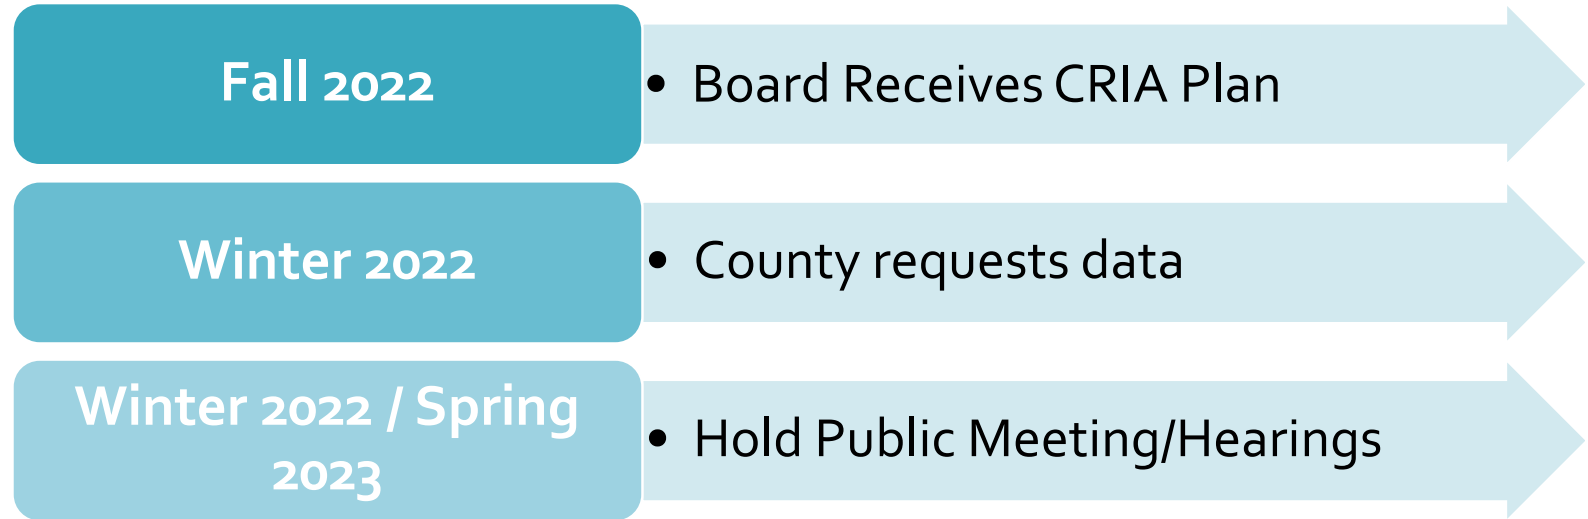 Fall 2022
• Board Receives CRIA Plan
Winter 2022
• County requests data
Winter 2022 / Spring
2023
• Hold Public Meeting/Hearings